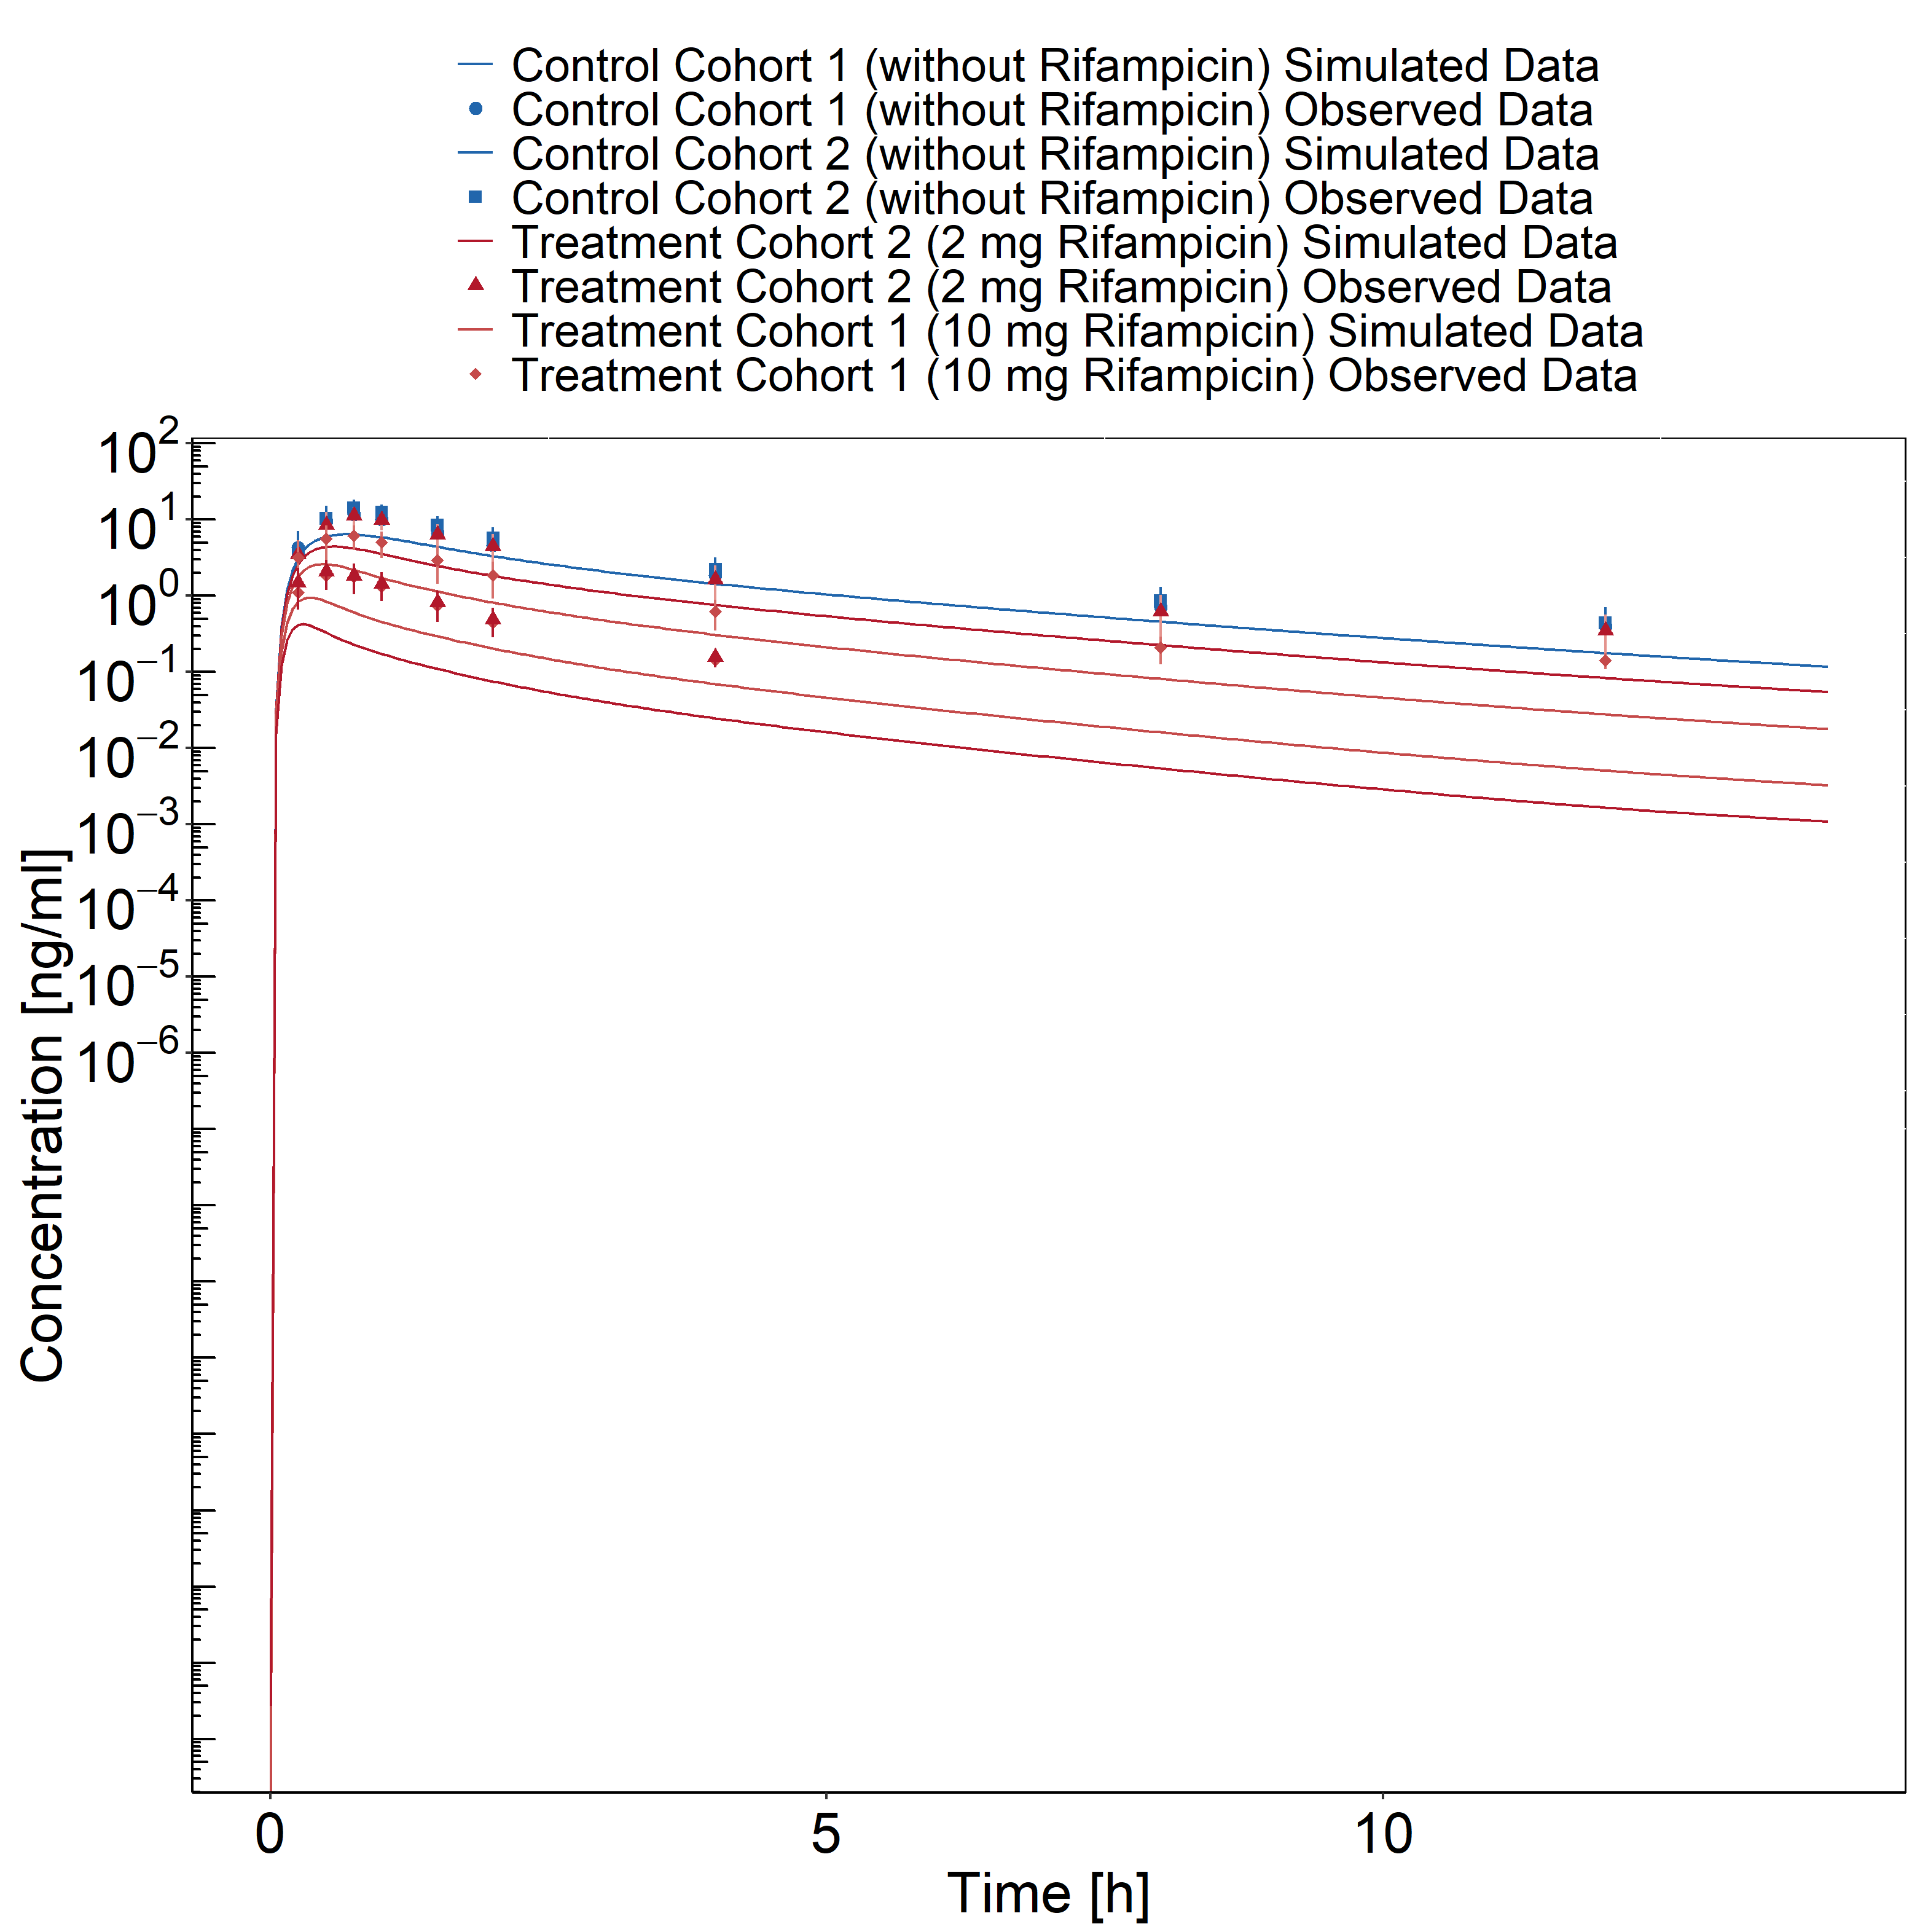 Control Cohort 1 (without Rifampicin) Simulated Data
Control Cohort 1 (without Rifampicin) Observed Data
Control Cohort 2 (without Rifampicin) Simulated Data
Control Cohort 2 (without Rifampicin) Observed Data
Treatment Cohort 2 (2 mg Rifampicin) Simulated Data
Treatment Cohort 2 (2 mg Rifampicin) Observed Data
Treatment Cohort 1 (10 mg Rifampicin) Simulated Data
Treatment Cohort 1 (10 mg Rifampicin) Observed Data
10²
10¹
10⁰
10⁻¹
10⁻²
10⁻³
10⁻⁴
10⁻⁵
10⁻⁶
Concentration [ng/ml]
0 5 10
Time [h]